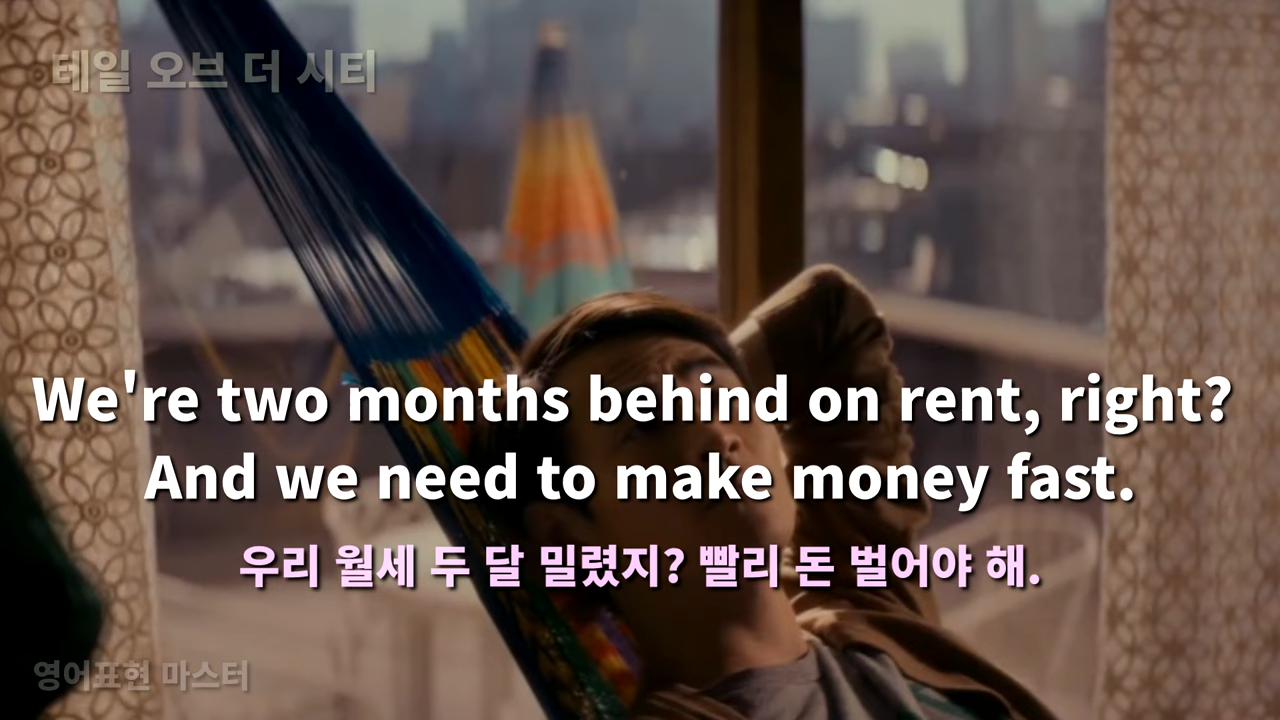 테일 오브 더 시티
We're two months behind on rent, right?
And we need to make money fast.
우리 월세 두 달 밀렸지? 빨리 돈 벌어야 해.
영어표현 마스터